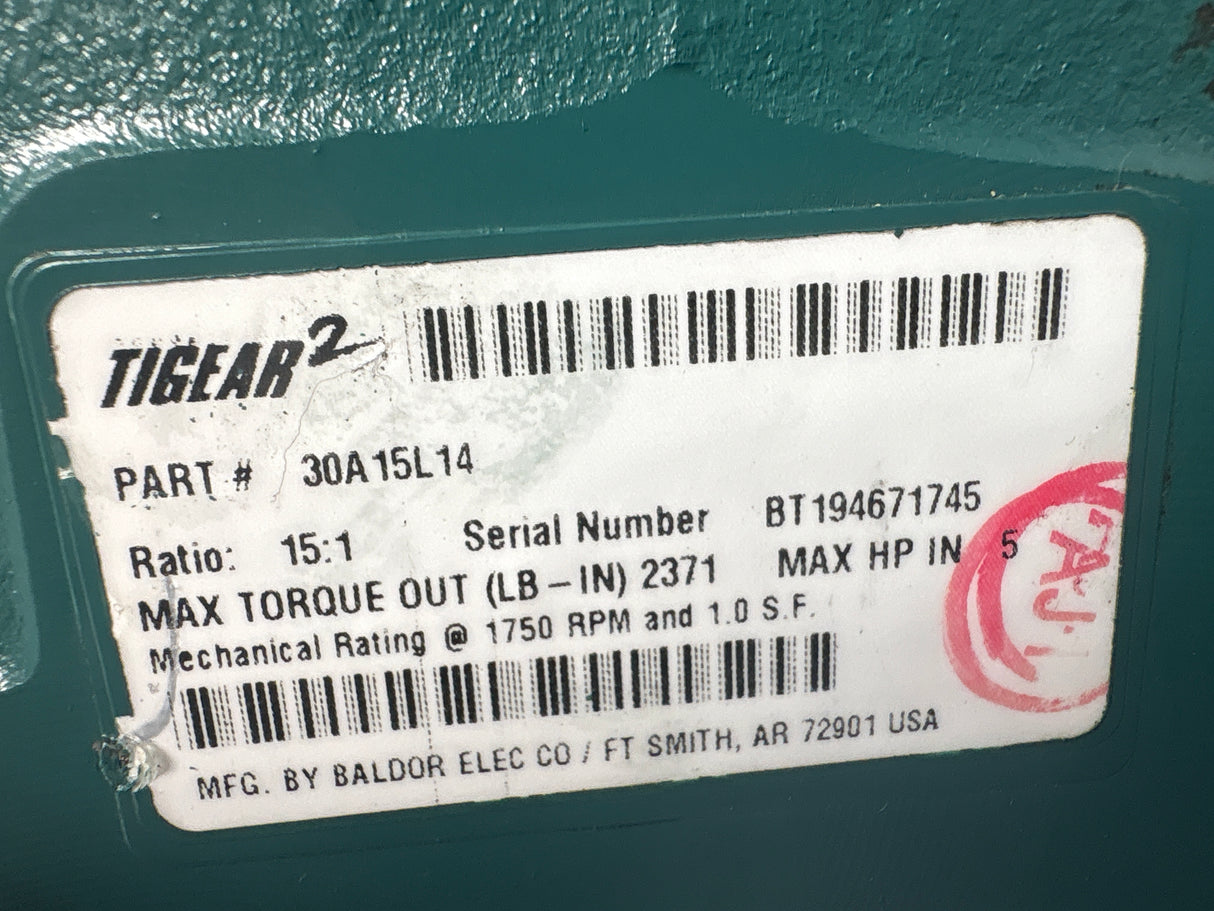 TIGEAR2
PART # 30A15L14
Ratio: 15:1 Serial Number BT194671745
MAX TORQUE OUT (LB-IN) 2371 MAX HP IN 5
Mechanical Rating @ 1750 RPM and 1.0 S.F.
MFG. BY BALDOR ELEC CO / FT SMITH, AR 72901 USA